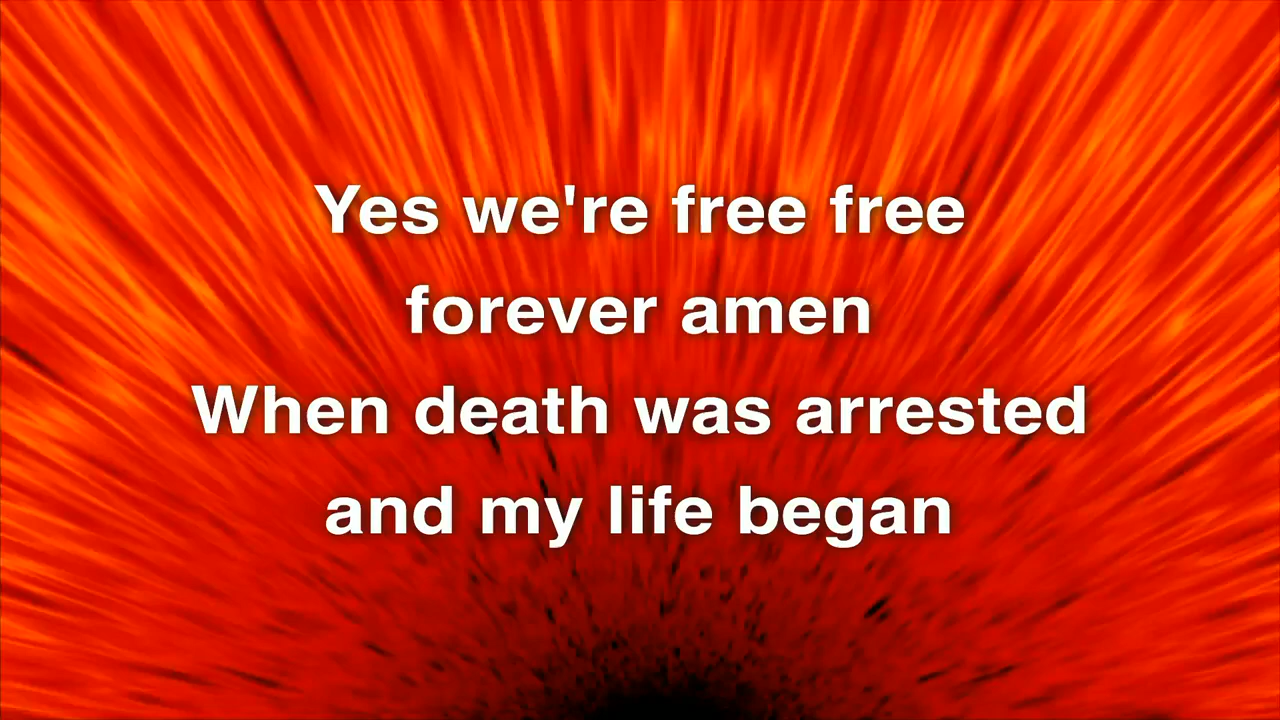 Yes we're free free
forever amen
When death was arrested
and my life began